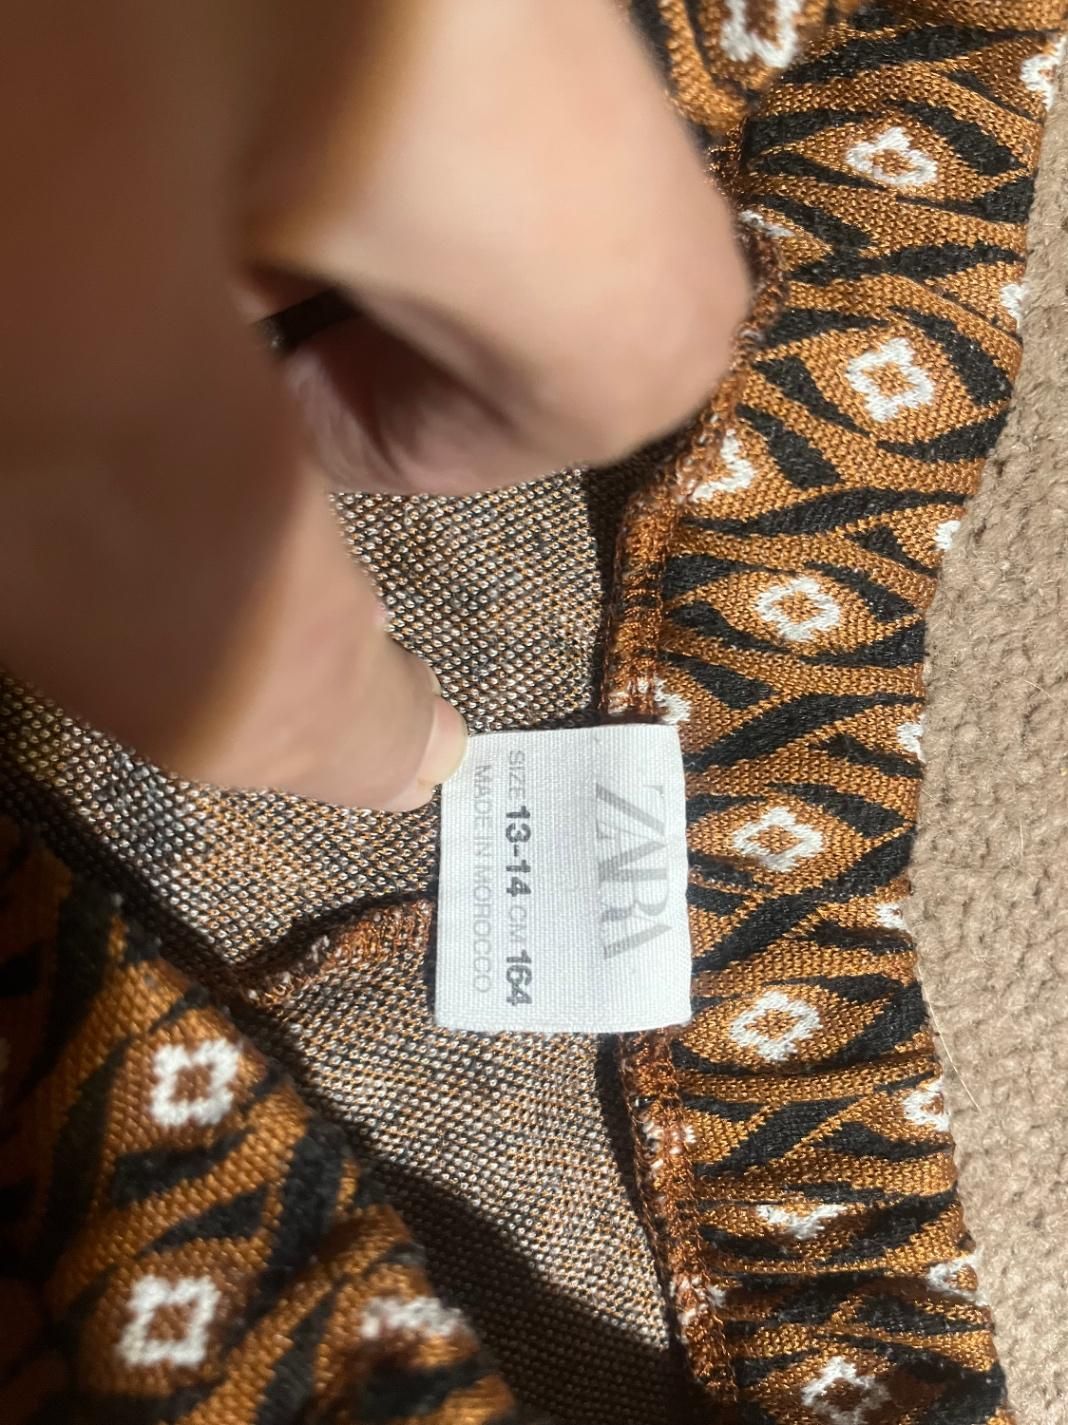 ZARA
SIZE 13-14 CM 164
MADE IN MOROCCO